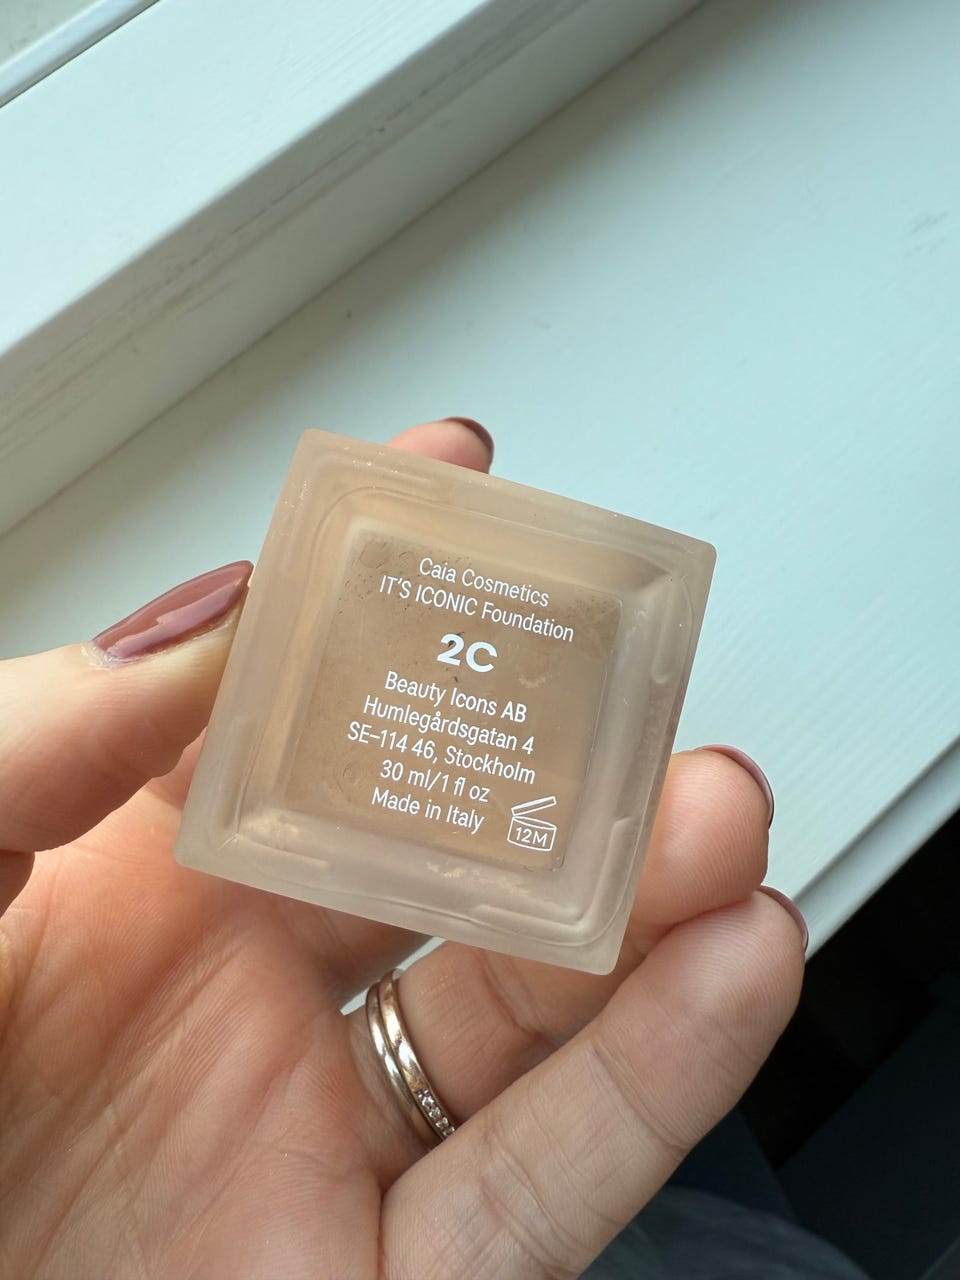 Caia Cosmetics
IT'S ICONIC Foundation
2C
Beauty Icons AB
Humlegårdsgatan 4
SE–114 46, Stockholm
30 ml/1 fl oz
Made in Italy
12M